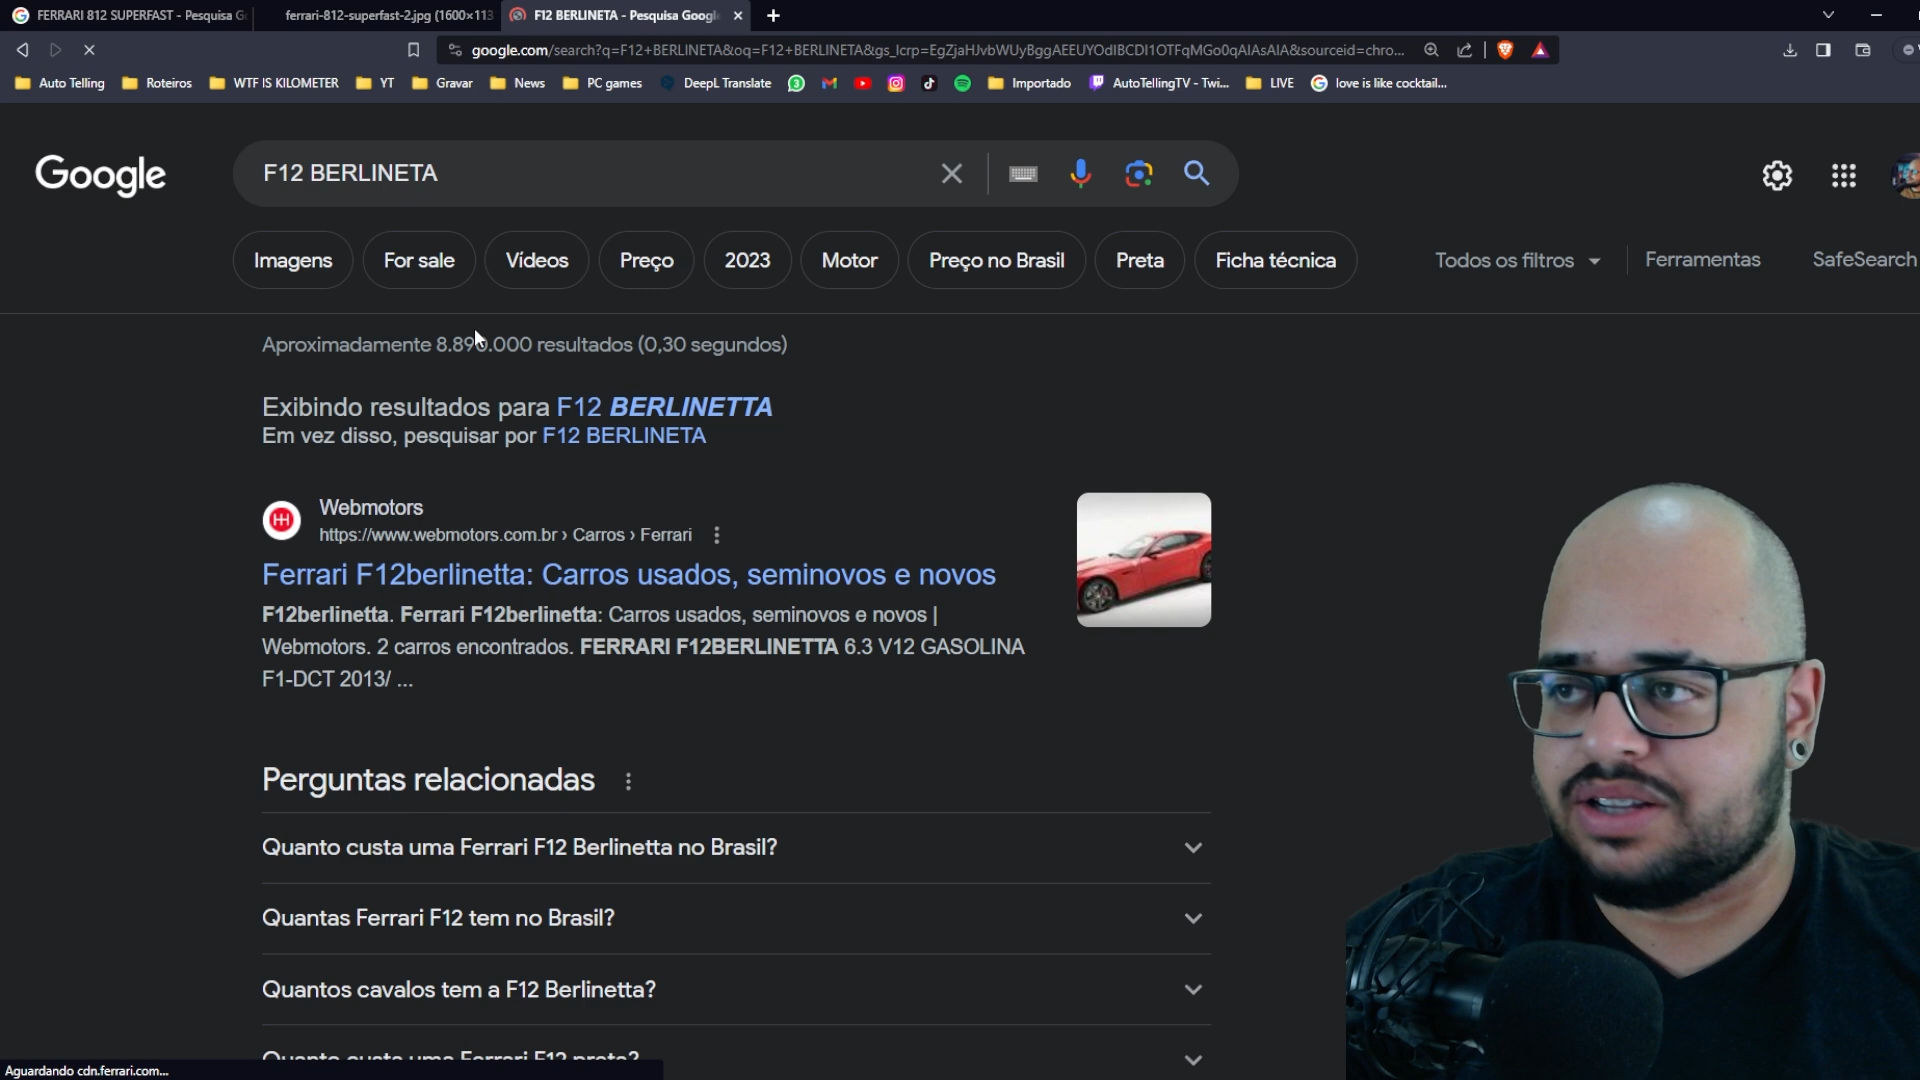 FERRARI 812 SUPERFAST - Pesquisa G
ferrari-812-superfast-2.jpg (1600×113
F12 BERLINETA - Pesquisa Googl
google.com/search?q=F12+BERLINETA&oq=F12+BERLINETA&gs_lcrp=EgZjaHJvbWUyBggAEEUYOdIBCDI1OTFqMGo0qAIAsAIA&sourceid=chro...
Auto Telling
Roteiros
WTF IS KILOMETER
YT
Gravar
News
PC games
DeepL Translate
Importado
AutoTellingTV - Twi...
LIVE
love is like cocktail...
Google
F12 BERLINETA
Imagens
For sale
Vídeos
Preço
2023
Motor
Preço no Brasil
Preta
Ficha técnica
Todos os filtros
Ferramentas
SafeSearch
Aproximadamente 8.890.000 resultados (0,30 segundos)
Exibindo resultados para F12 BERLINETTA
Em vez disso, pesquisar por F12 BERLINETA
Webmotors
https://www.webmotors.com.br › Carros › Ferrari
Ferrari F12berlinetta: Carros usados, seminovos e novos
F12berlinetta. Ferrari F12berlinetta: Carros usados, seminovos e novos |
Webmotors. 2 carros encontrados. FERRARI F12BERLINETTA 6.3 V12 GASOLINA
F1-DCT 2013/ ...
Perguntas relacionadas
Quanto custa uma Ferrari F12 Berlinetta no Brasil?
Quantas Ferrari F12 tem no Brasil?
Quantos cavalos tem a F12 Berlinetta?
Quanto custa uma Ferrari F12 preta?
Aguardando cdn.ferrari.com...